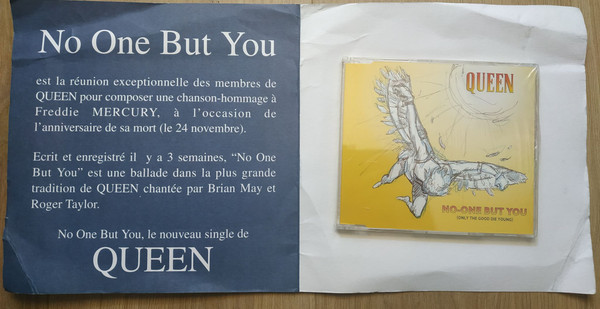 No One But You
est la réunion exceptionnelle des membres de
QUEEN pour composer une chanson-hommage à
Freddie MERCURY, à l'occasion de
l'anniversaire de sa mort (le 24 novembre).
Ecrit et enregistré il y a 3 semaines, "No One
But You" est une ballade dans la plus grande
tradition de QUEEN chantée par Brian May et
Roger Taylor.
No One But You, le nouveau single de
QUEEN
QUEEN
NO-ONE BUT YOU
(ONLY THE GOOD DIE YOUNG)